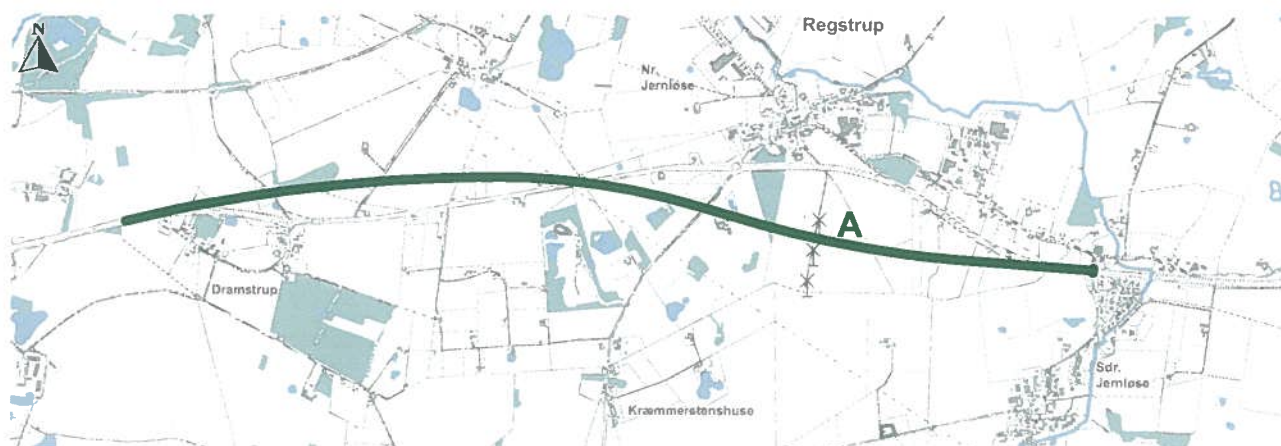 N
Regstrup
Nr.
Jernløse
A
Dramstrup
Sdr.
Jernløse
Kræmmerstenshuse